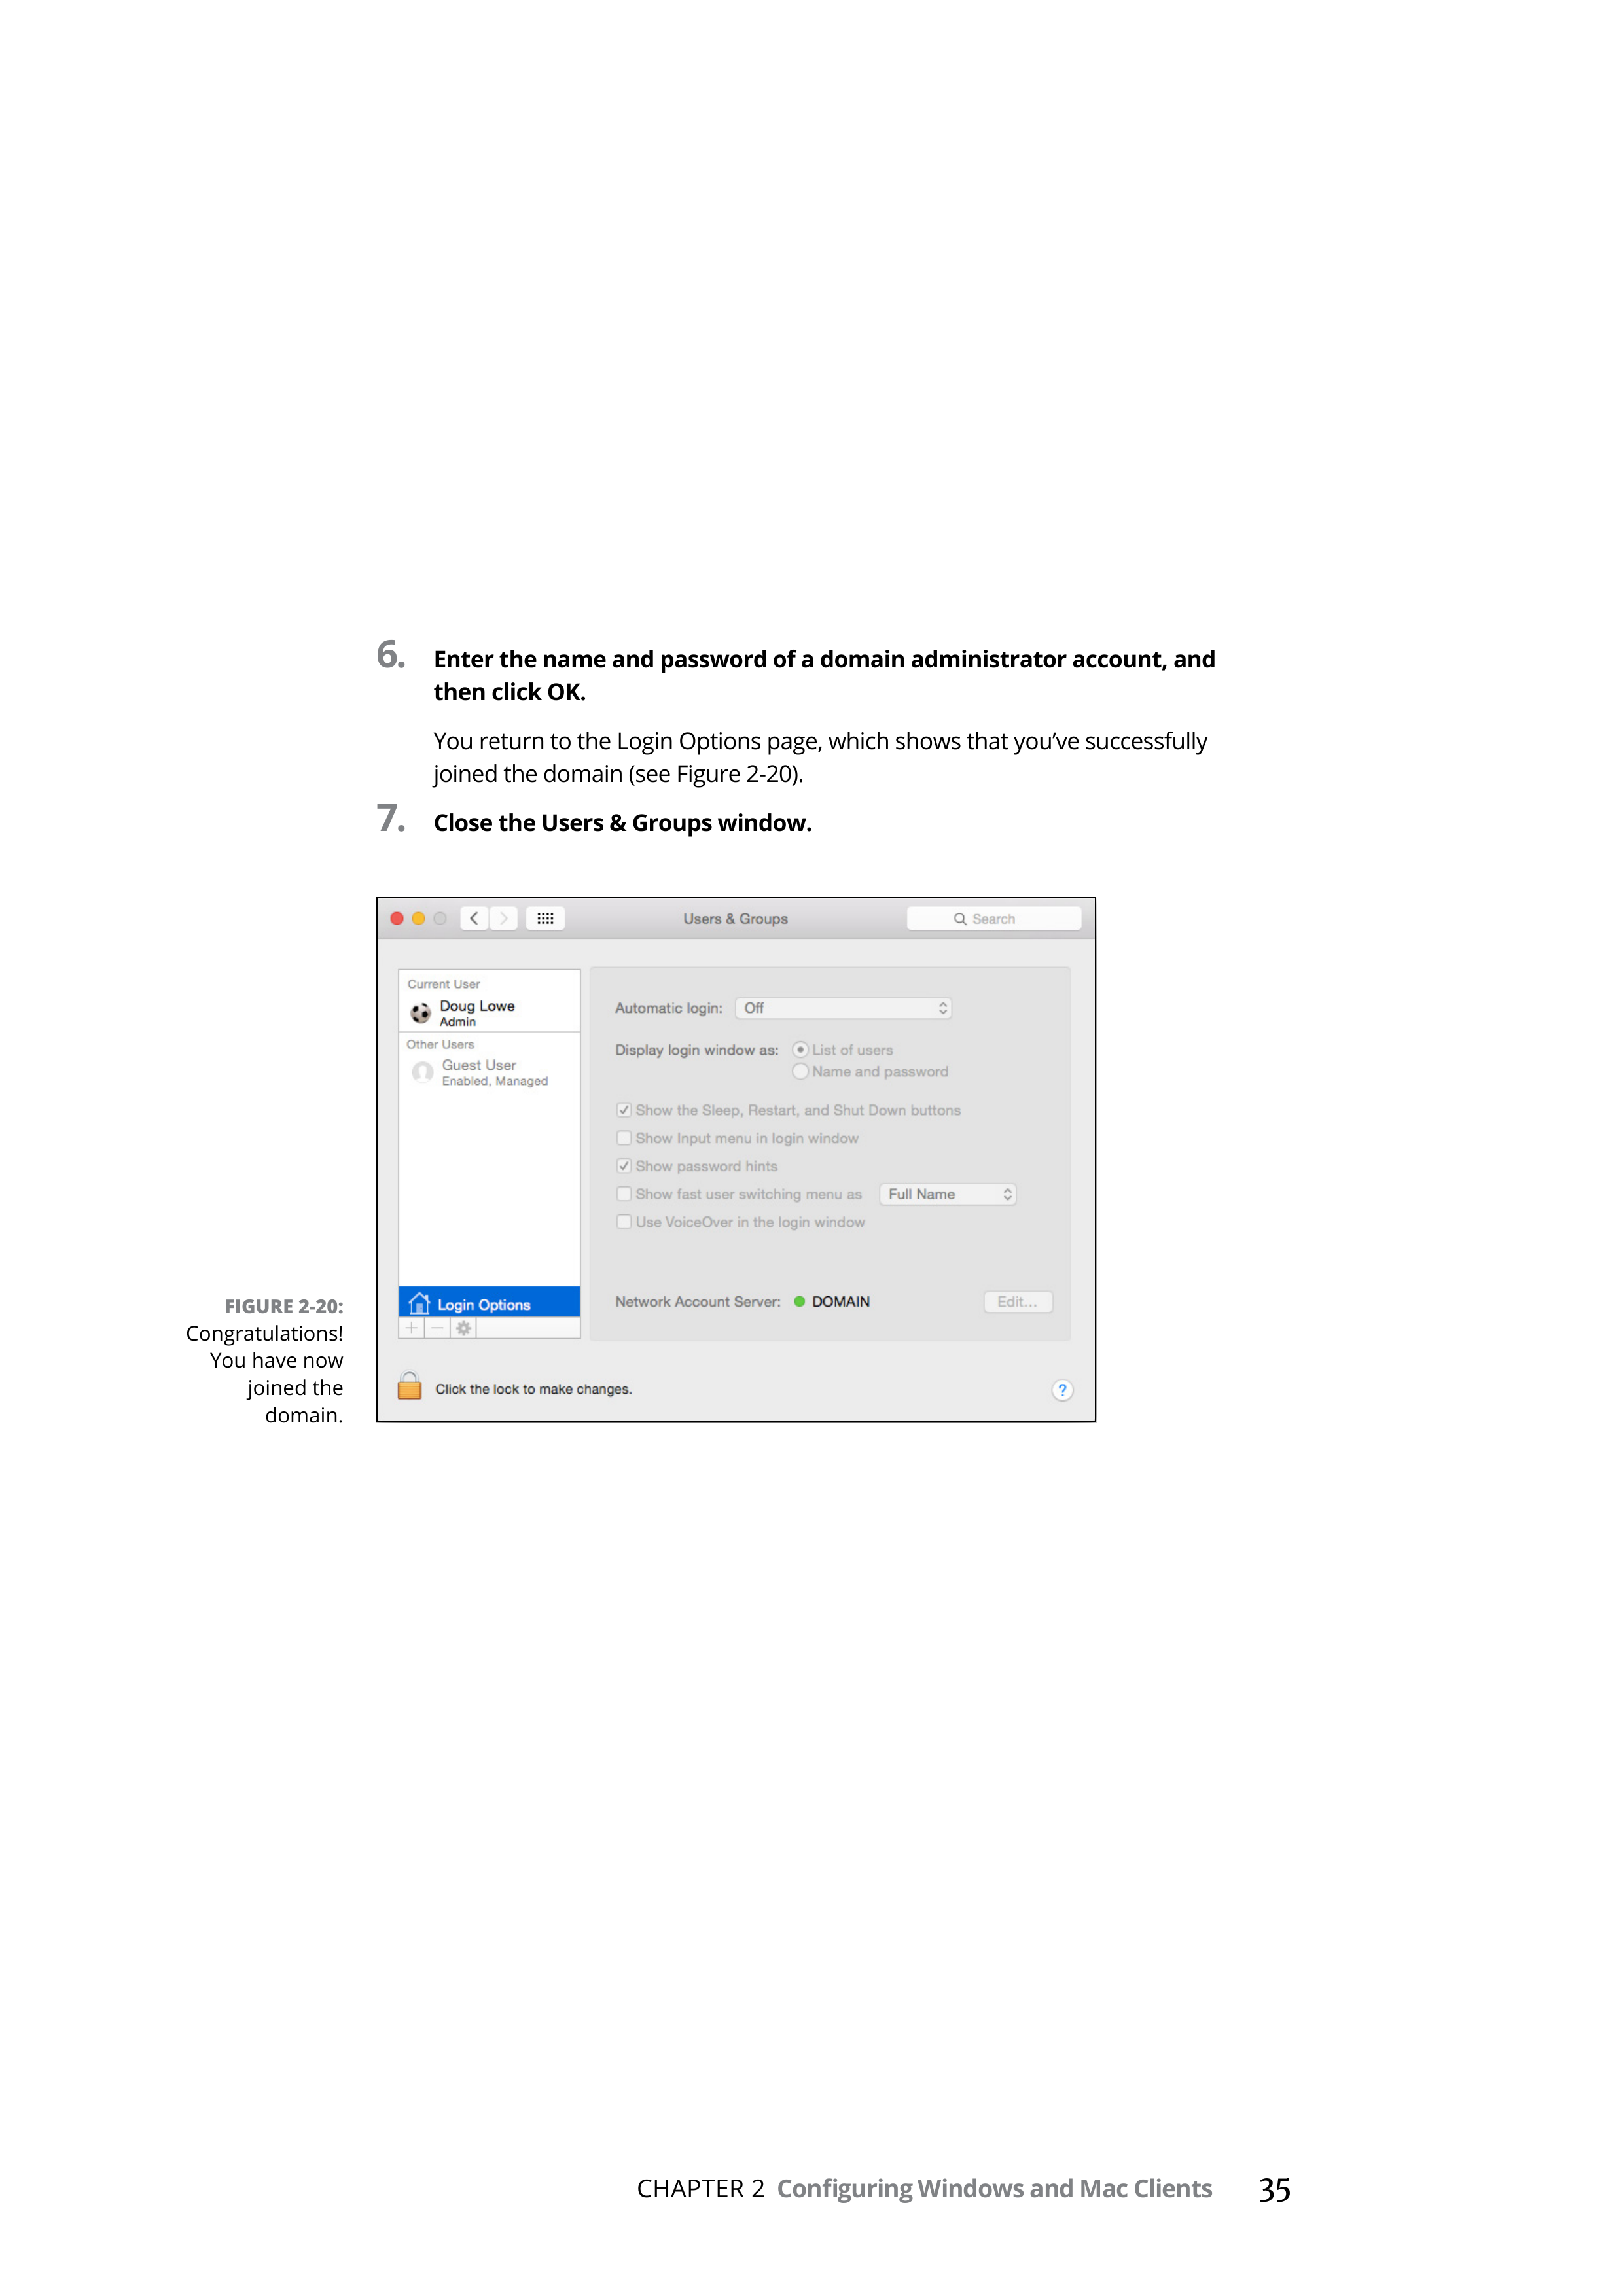 6. Enter the name and password of a domain administrator account, and
then click OK.
You return to the Login Options page, which shows that you’ve successfully
joined the domain (see Figure 2-20).
7. Close the Users & Groups window.
Users & Groups
Search
Current User
Doug Lowe
Admin
Other Users
Guest User
Enabled, Managed
Login Options
Automatic login: Off
Display login window as: List of users
Name and password
Show the Sleep, Restart, and Shut Down buttons
Show Input menu in login window
Show password hints
Show fast user switching menu as Full Name
Use VoiceOver in the login window
Network Account Server: DOMAIN Edit...
Click the lock to make changes.
?
FIGURE 2-20:
Congratulations!
You have now
joined the
domain.
CHAPTER 2 Configuring Windows and Mac Clients 35